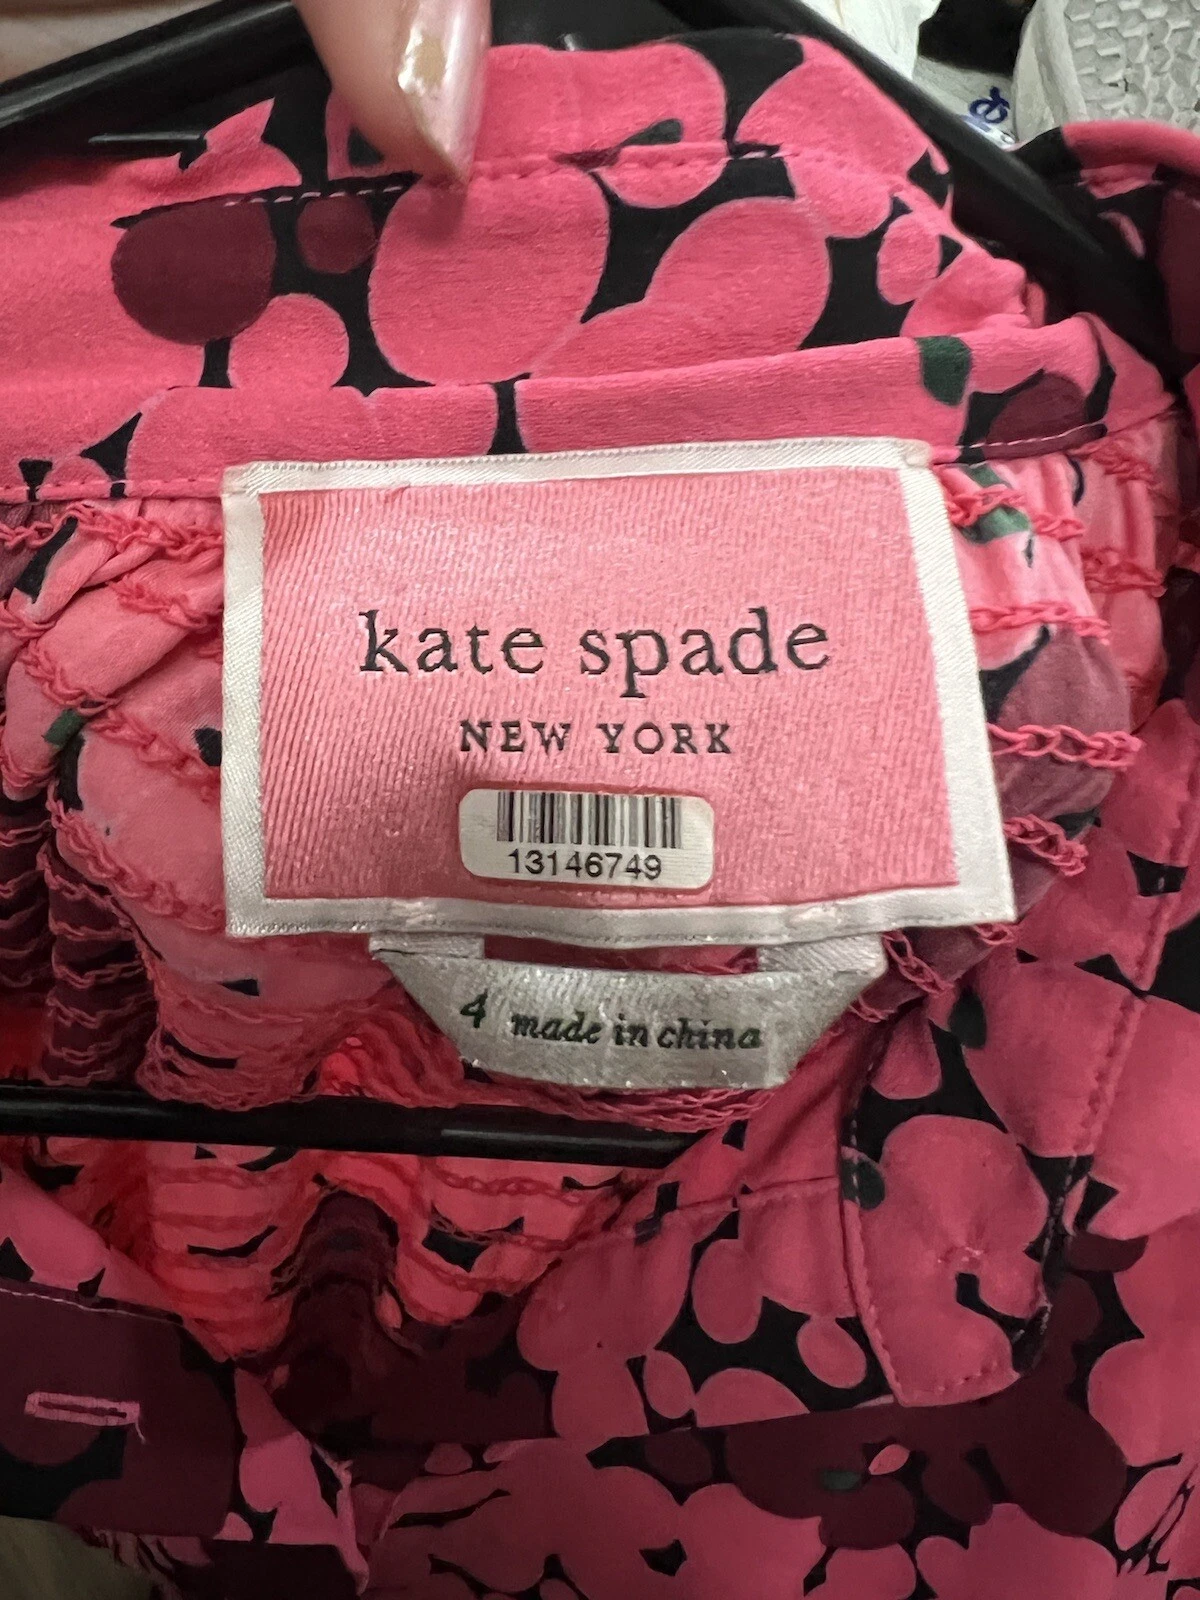 kate spade
NEW YORK
13146749
4 made in china